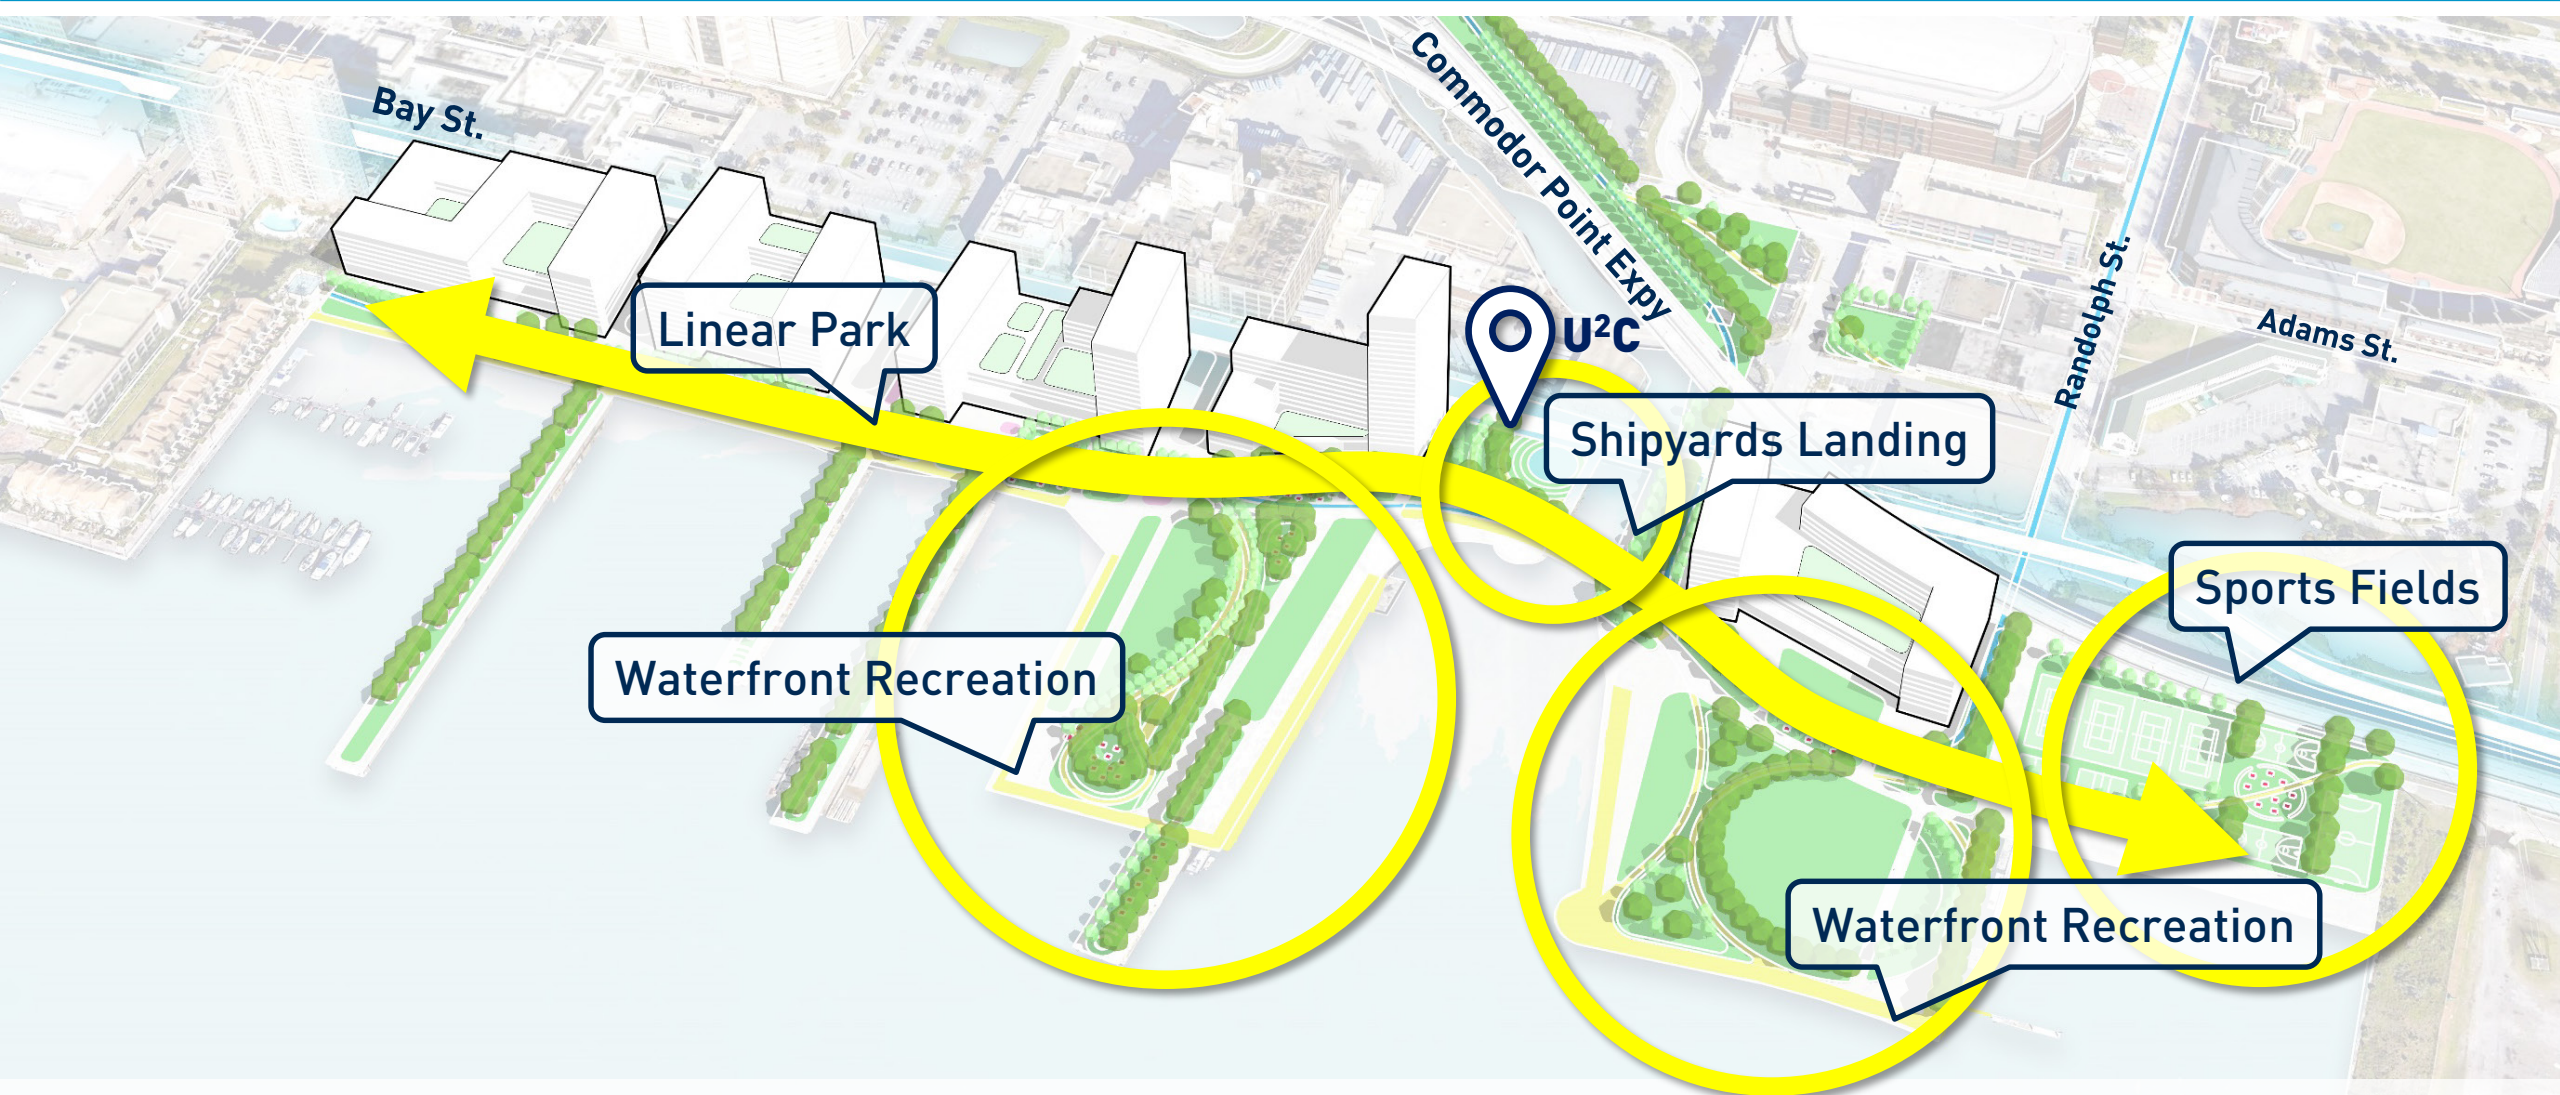 Bay St.
Commodor Point Expy
Randolph St.
Adams St.
U²C
Linear Park
Shipyards Landing
Sports Fields
Waterfront Recreation
Waterfront Recreation